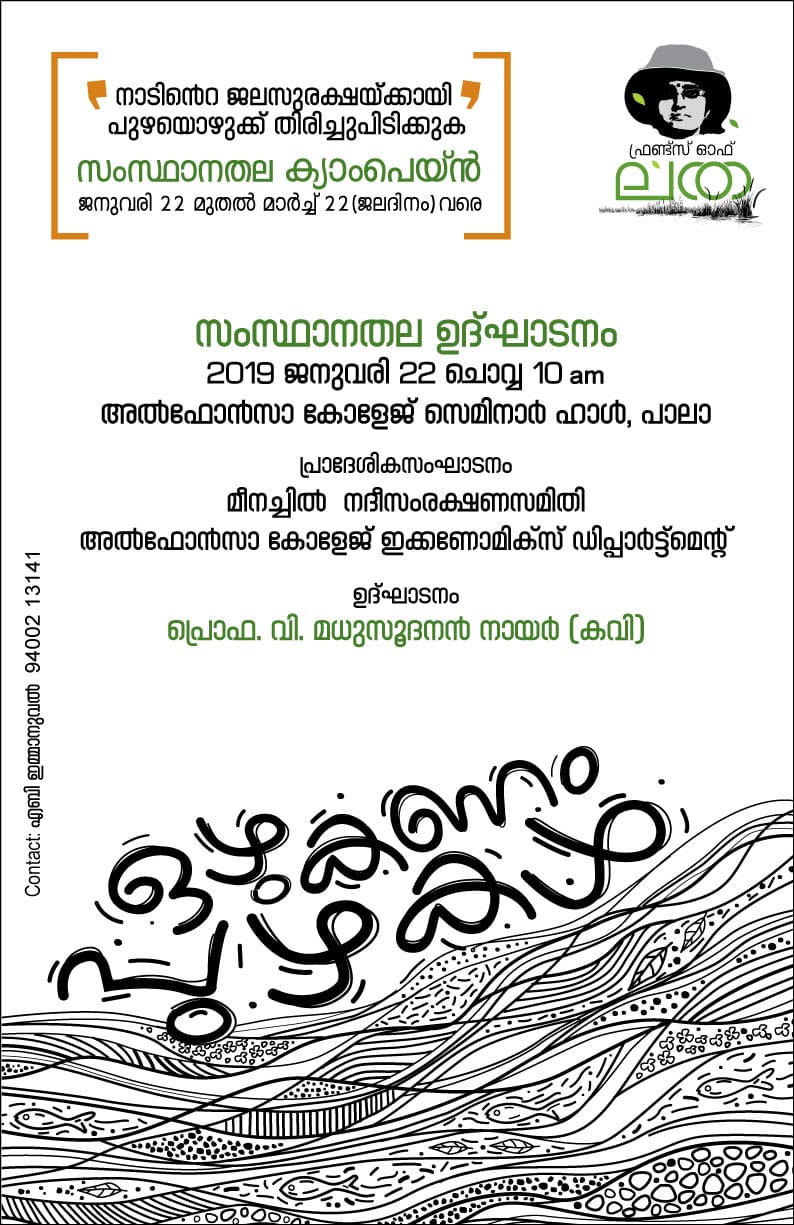 ❜ നാടിന്റെ ജലസുരക്ഷയ്ക്കായി ❜
പുഴയൊഴുക്ക് തിരിച്ചുപിടിക്കുക
സംസ്ഥാനതല ക്യാംപെയ്ൻ
ജനുവരി 22 മുതൽ മാർച്ച് 22 (ജലദിനം) വരെ
ഫ്രണ്ട്സ് ഓഫ്
ലത
സംസ്ഥാനതല ഉദ്ഘാടനം
2019 ജനുവരി 22 ചൊവ്വ 10 am
അൽഫോൻസാ കോളേജ് സെമിനാർ ഹാൾ, പാലാ
പ്രാദേശികസംഘാടനം
മീനച്ചിൽ നദീസംരക്ഷണസമിതി
അൽഫോൻസാ കോളേജ് ഇക്കണോമിക്സ് ഡിപ്പാർട്ട്മെന്റ്
ഉദ്ഘാടനം
പ്രൊഫ. വി. മധുസൂദനൻ നായർ (കവി)
Contact: എബി ഇമ്മാനുവൽ 94002 13141
ഒഴുകണം
പുഴകൾ